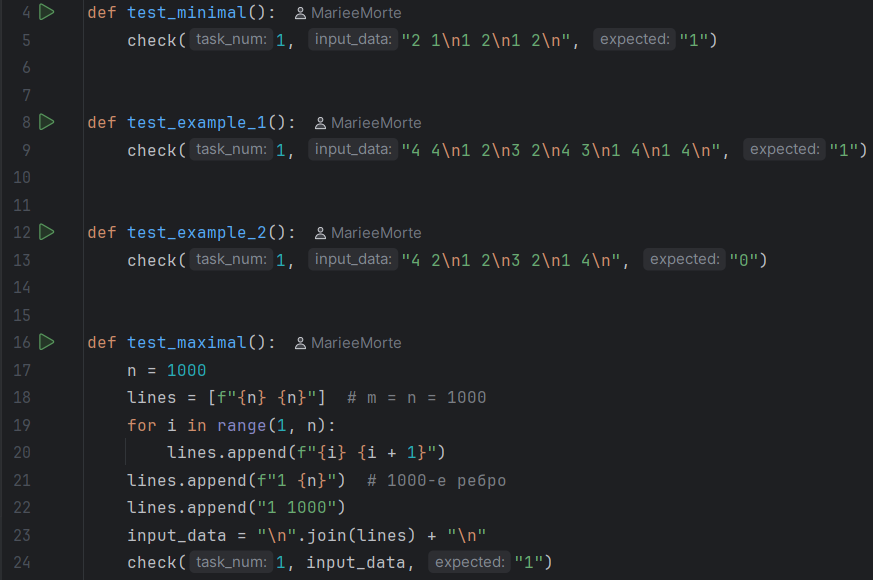 4 def test_minimal(): MarieeMorte
5 check( task_num: 1, input_data: "2 1\n1 2\n1 2\n", expected: "1")
6
7
8 def test_example_1(): MarieeMorte
9 check( task_num: 1, input_data: "4 4\n1 2\n3 2\n4 3\n1 4\n1 4\n", expected: "1")
10
11
12 def test_example_2(): MarieeMorte
13 check( task_num: 1, input_data: "4 2\n1 2\n3 2\n1 4\n", expected: "0")
14
15
16 def test_maximal(): MarieeMorte
17 n = 1000
18 lines = [f"{n} {n}"] # m = n = 1000
19 for i in range(1, n):
20 lines.append(f"{i} {i + 1}")
21 lines.append(f"1 {n}") # 1000-е ребро
22 lines.append("1 1000")
23 input_data = "\n".join(lines) + "\n"
24 check( task_num: 1, input_data, expected: "1")